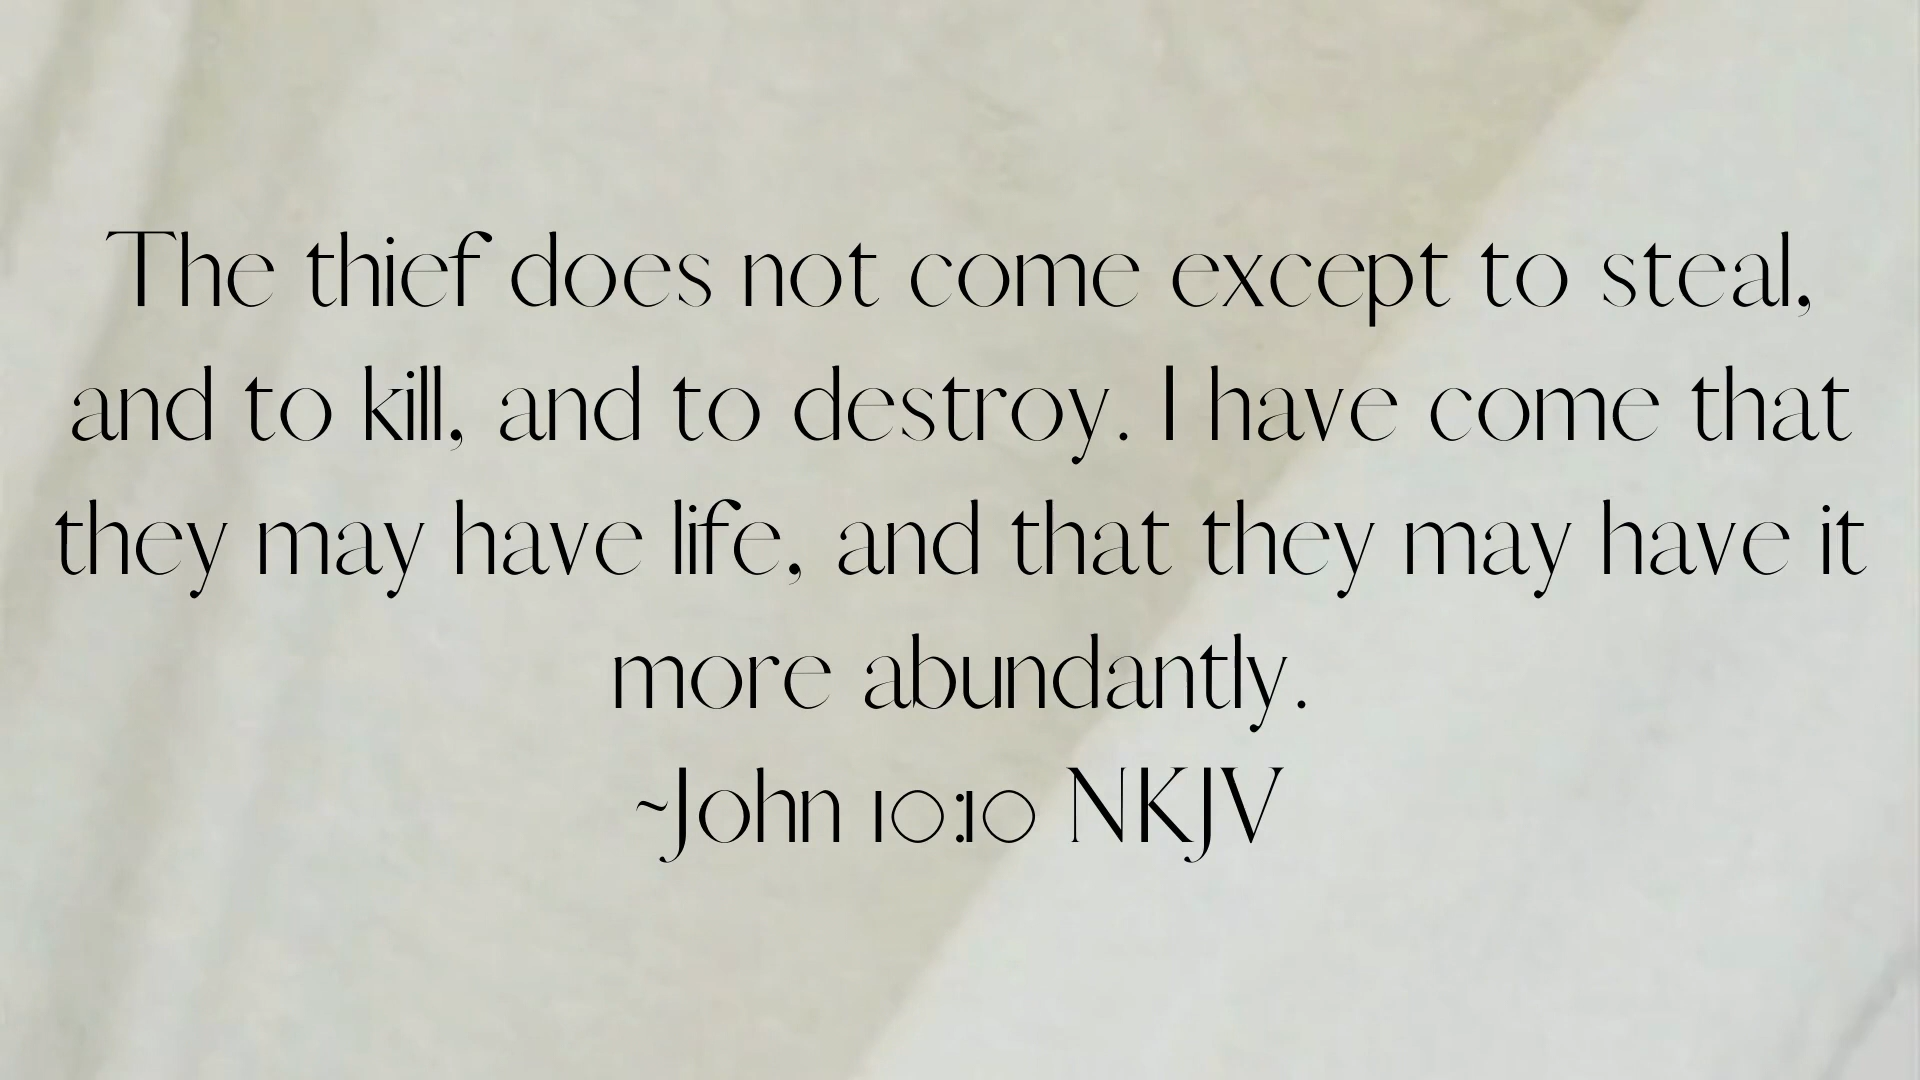 The thief does not come except to steal,
and to kill, and to destroy. I have come that
they may have life, and that they may have it
more abundantly.
~John 10:10 NKJV